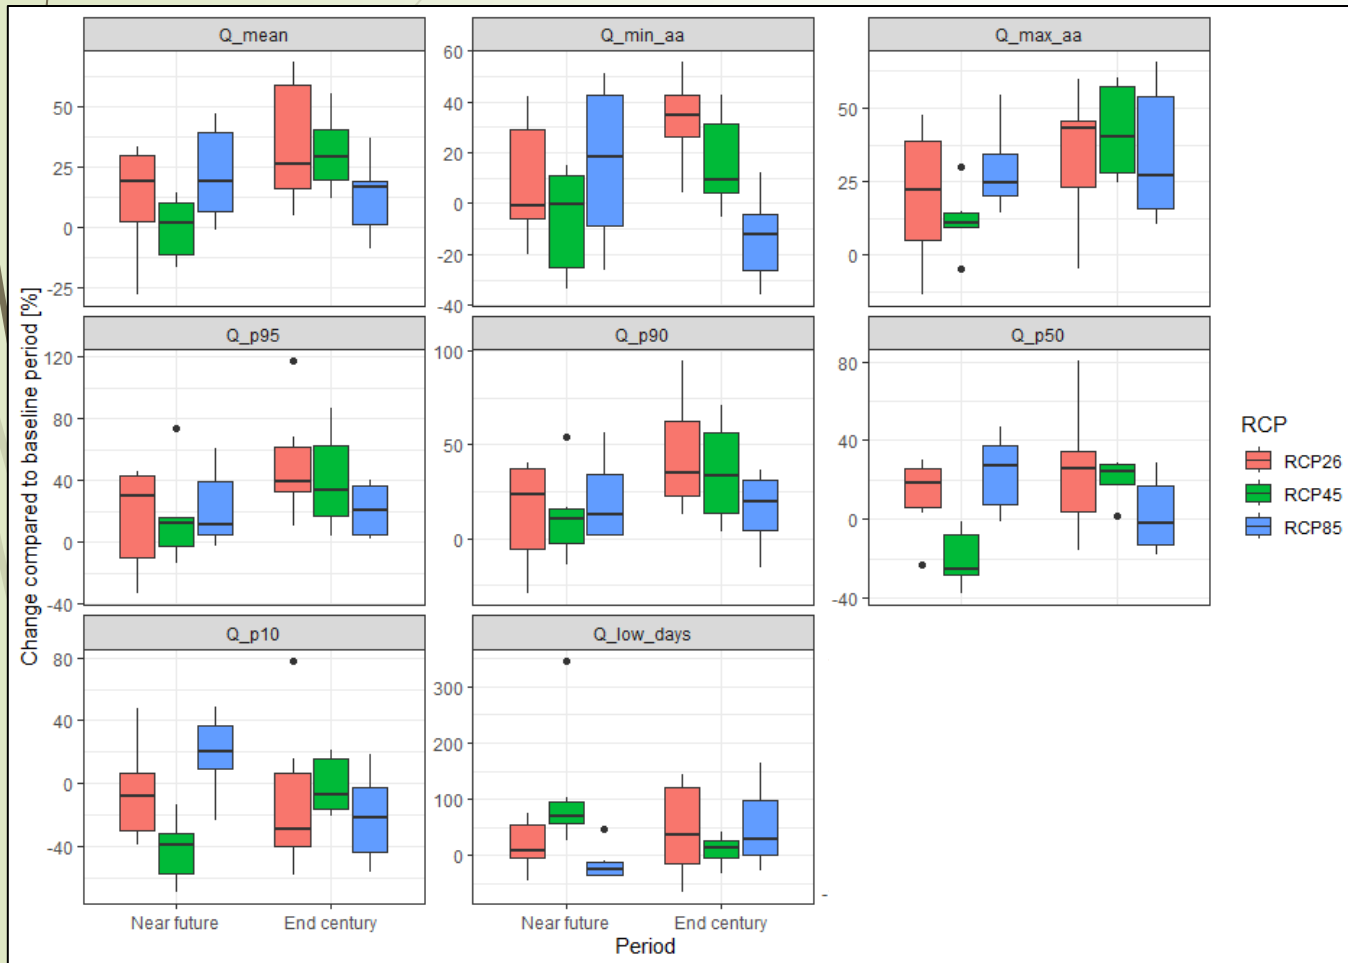 Q_mean
Q_min_aa
Q_max_aa
50
25
0
-25
60
40
20
0
-20
-40
50
25
0
Change compared to baseline period [%]
Q_p95
Q_p90
Q_p50
120
80
40
0
-40
100
50
0
80
40
0
-40
RCP
RCP26
RCP45
RCP85
Q_p10
Q_low_days
80
40
0
-40
300
200
100
0
-
Near future
End century
Near future
End century
Period